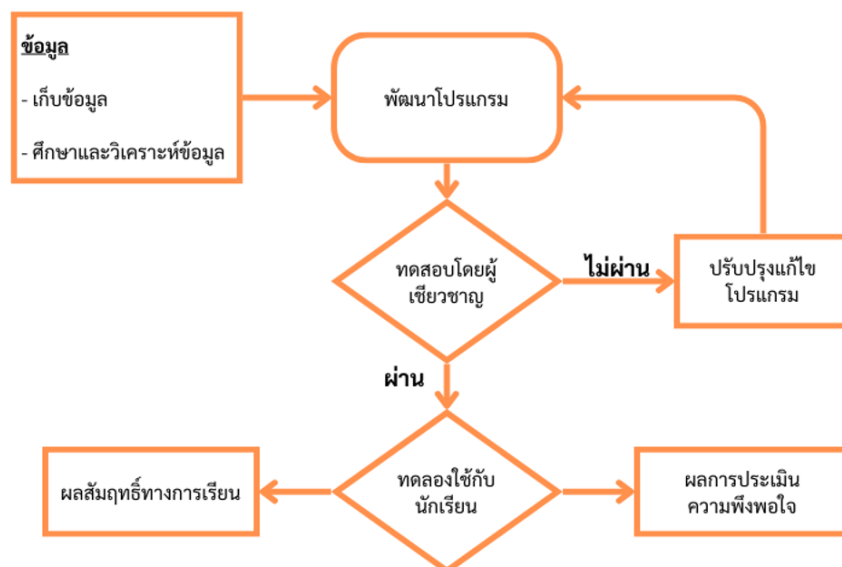 ข้อมูล
- เก็บข้อมูล
- ศึกษาและวิเคราะห์ข้อมูล
พัฒนาโปรแกรม
ทดสอบโดยผู้
เชียวชาญ
ไม่ผ่าน
ปรับปรุงแก้ไข
โปรแกรม
ผ่าน
ทดลองใช้กับ
นักเรียน
ผลสัมฤทธิ์ทางการเรียน
ผลการประเมิน
ความพึงพอใจ